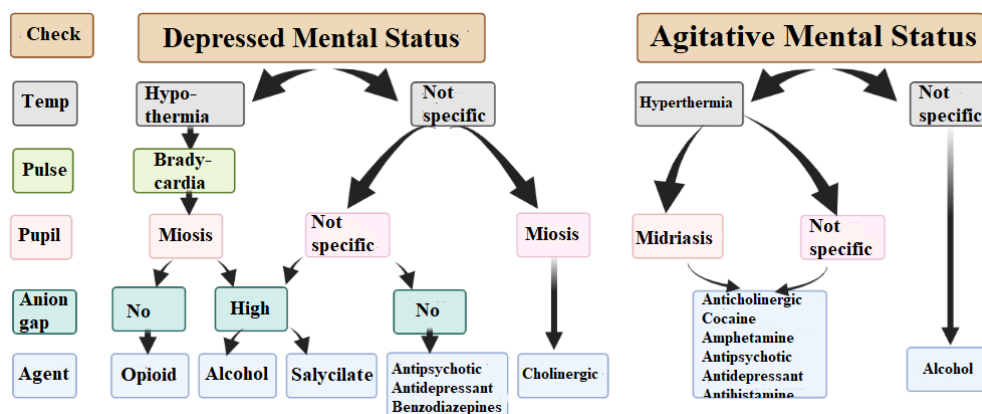 Check
Depressed Mental Status
Agitative Mental Status
Temp
Hypo-
thermia
Not
specific
Hyperthermia
Not
specific
Pulse
Brady-
cardia
Pupil
Miosis
Not
specific
Miosis
Midriasis
Not
specific
Anion
gap
No
High
No
Agent
Opioid
Alcohol
Salycilate
Antipsychotic
Antidepressant
Benzodiazepines
Cholinergic
Anticholinergic
Cocaine
Amphetamine
Antipsychotic
Antidepressant
Antihistamine
Alcohol